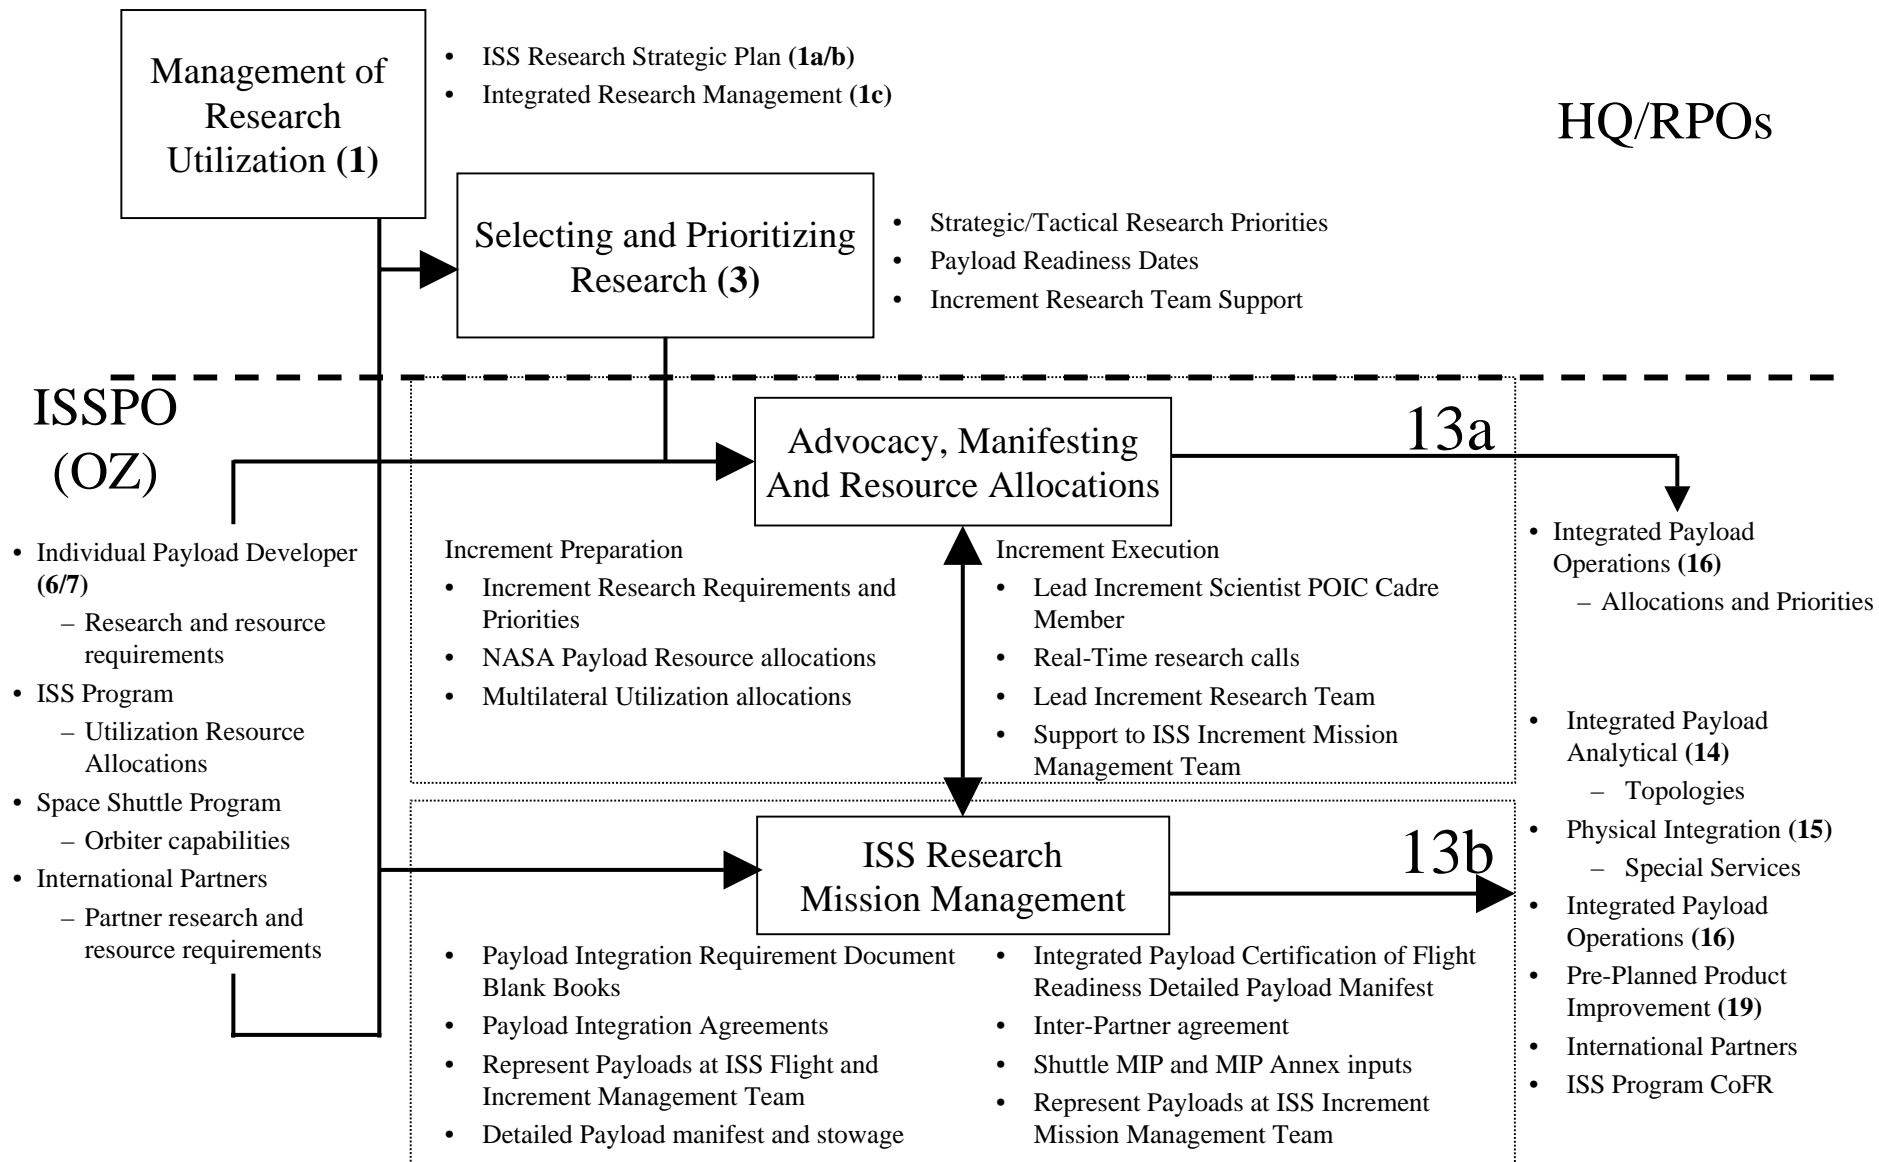 Management of
Research
Utilization (1)
• ISS Research Strategic Plan (1a/b)
• Integrated Research Management (1c)
HQ/RPOs
Selecting and Prioritizing
Research (3)
• Strategic/Tactical Research Priorities
• Payload Readiness Dates
• Increment Research Team Support
ISSPO
(OZ)
Advocacy, Manifesting
And Resource Allocations
13a
• Individual Payload Developer
(6/7)
– Research and resource
requirements
• ISS Program
– Utilization Resource
Allocations
• Space Shuttle Program
– Orbiter capabilities
• International Partners
– Partner research and
resource requirements
Increment Preparation
• Increment Research Requirements and
Priorities
• NASA Payload Resource allocations
• Multilateral Utilization allocations
Increment Execution
• Lead Increment Scientist POIC Cadre
Member
• Real-Time research calls
• Lead Increment Research Team
• Support to ISS Increment Mission
Management Team
• Integrated Payload
Operations (16)
– Allocations and Priorities
• Integrated Payload
Analytical (14)
– Topologies
• Physical Integration (15)
– Special Services
• Integrated Payload
Operations (16)
• Pre-Planned Product
Improvement (19)
• International Partners
• ISS Program CoFR
ISS Research
Mission Management
13b
• Payload Integration Requirement Document
Blank Books
• Payload Integration Agreements
• Represent Payloads at ISS Flight and
Increment Management Team
• Detailed Payload manifest and stowage
• Integrated Payload Certification of Flight
Readiness Detailed Payload Manifest
• Inter-Partner agreement
• Shuttle MIP and MIP Annex inputs
• Represent Payloads at ISS Increment
Mission Management Team